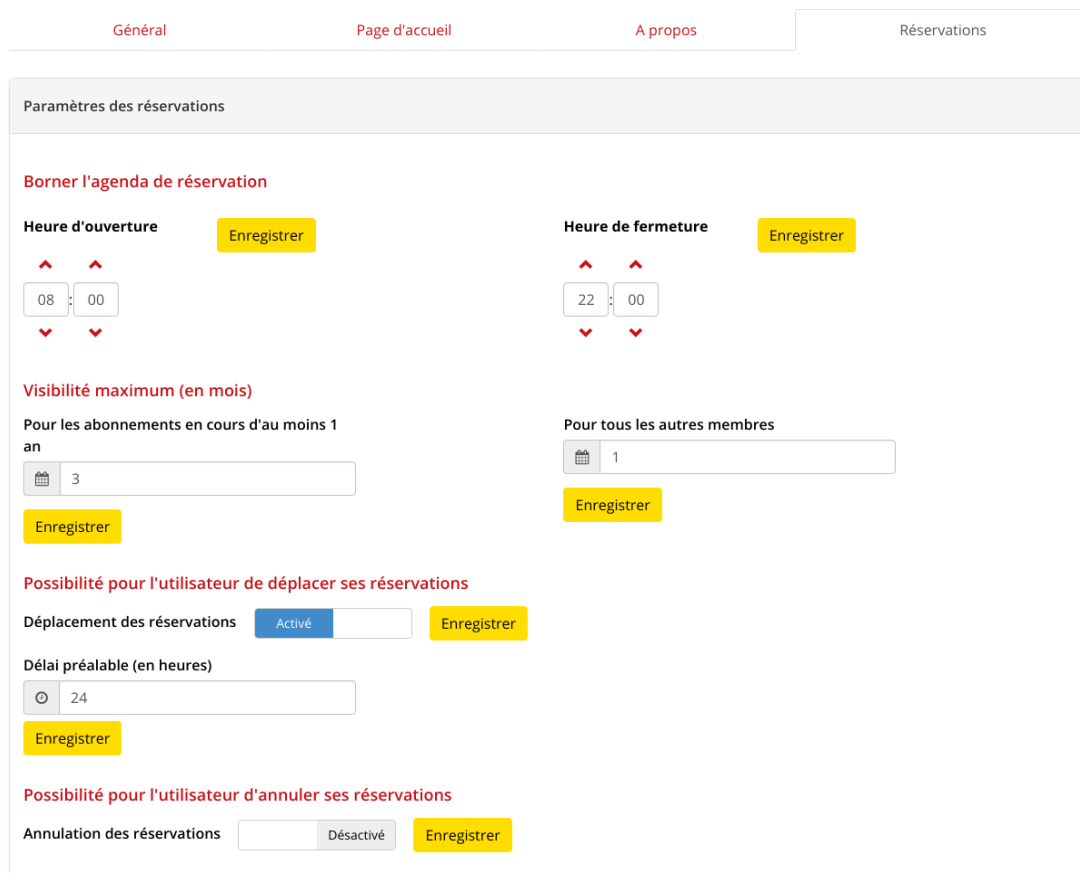 Général Page d'accueil A propos Réservations
Paramètres des réservations
Borner l'agenda de réservation
Heure d'ouverture Enregistrer Heure de fermeture Enregistrer
08 : 00 22 : 00
Visibilité maximum (en mois)
Pour les abonnements en cours d'au moins 1
an
3
Enregistrer
Pour tous les autres membres
1
Enregistrer
Possibilité pour l'utilisateur de déplacer ses réservations
Déplacement des réservations Activé Enregistrer
Délai préalable (en heures)
24
Enregistrer
Possibilité pour l'utilisateur d'annuler ses réservations
Annulation des réservations Désactivé Enregistrer